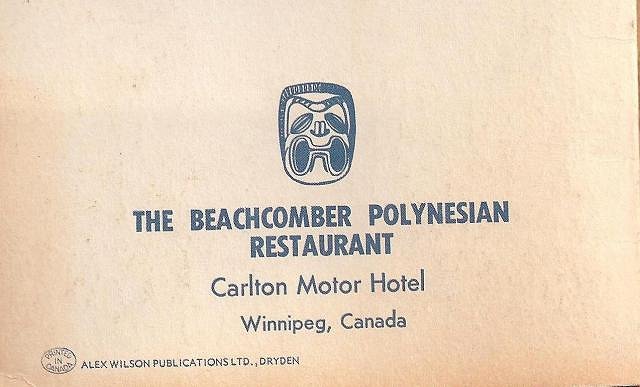 THE BEACHCOMBER POLYNESIAN
RESTAURANT
Carlton Motor Hotel
Winnipeg, Canada
PRINTED
IN
CANADA
ALEX WILSON PUBLICATIONS LTD., DRYDEN